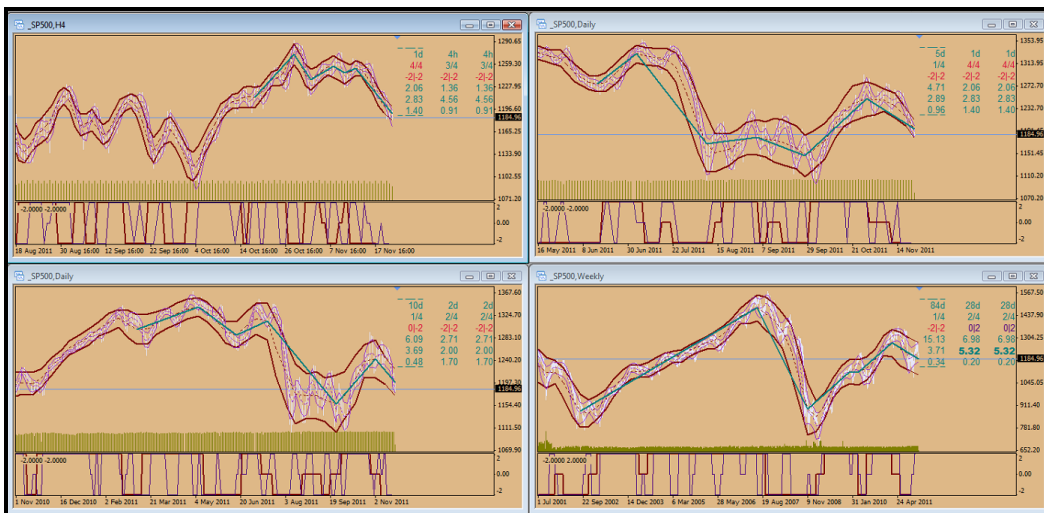 _SP500,H4
1290.65
1d 4h 4h
4/4 3/4 3/4
-2|-2 -2|-2 -2|-2
2.06 1.36 1.36
2.83 4.56 4.56
1.40 0.91 0.91
1259.30
1227.95
1196.60
1184.96
1165.25
1133.90
1102.55
1071.20
-2.0000 -2.0000
2
0.00
-2
18 Aug 2011 30 Aug 16:00 12 Sep 16:00 22 Sep 16:00 4 Oct 16:00 14 Oct 16:00 26 Oct 16:00 7 Nov 16:00 17 Nov 16:00
_SP500,Daily
1353.95
5d 1d 1d
1/4 4/4 4/4
-2|-2 -2|-2 -2|-2
4.71 2.06 2.06
2.89 2.83 2.83
0.96 1.40 1.40
1313.95
1272.70
1232.70
1184.96
1151.45
1110.20
1070.20
-2.0000 -2.0000
2
0.00
-2
16 May 2011 8 Jun 2011 30 Jun 2011 22 Jul 2011 15 Aug 2011 7 Sep 2011 29 Sep 2011 21 Oct 2011 14 Nov 2011
_SP500,Daily
1367.60
10d 2d 2d
1/4 2/4 2/4
0|-2 -2|-2 -2|-2
6.09 2.71 2.71
3.69 2.00 2.00
0.48 1.70 1.70
1324.70
1283.10
1240.20
1197.30
1184.96
1154.40
1111.50
1069.90
-2.0000 -2.0000
2
0.00
-2
1 Nov 2010 16 Dec 2010 2 Feb 2011 21 Mar 2011 4 May 2011 20 Jun 2011 3 Aug 2011 19 Sep 2011 2 Nov 2011
_SP500,Weekly
1567.50
84d 28d 28d
1/4 2/4 2/4
-2|-2 0|2 0|2
15.13 6.98 6.98
3.71 5.32 5.32
0.34 0.20 0.20
1437.90
1184.96
1045.05
911.40
781.80
652.20
-2.0000 2.0000
2
0.00
-2
1 Jul 2001 22 Sep 2002 14 Dec 2003 6 Mar 2005 28 May 2006 19 Aug 2007 9 Nov 2008 31 Jan 2010 24 Apr 2011